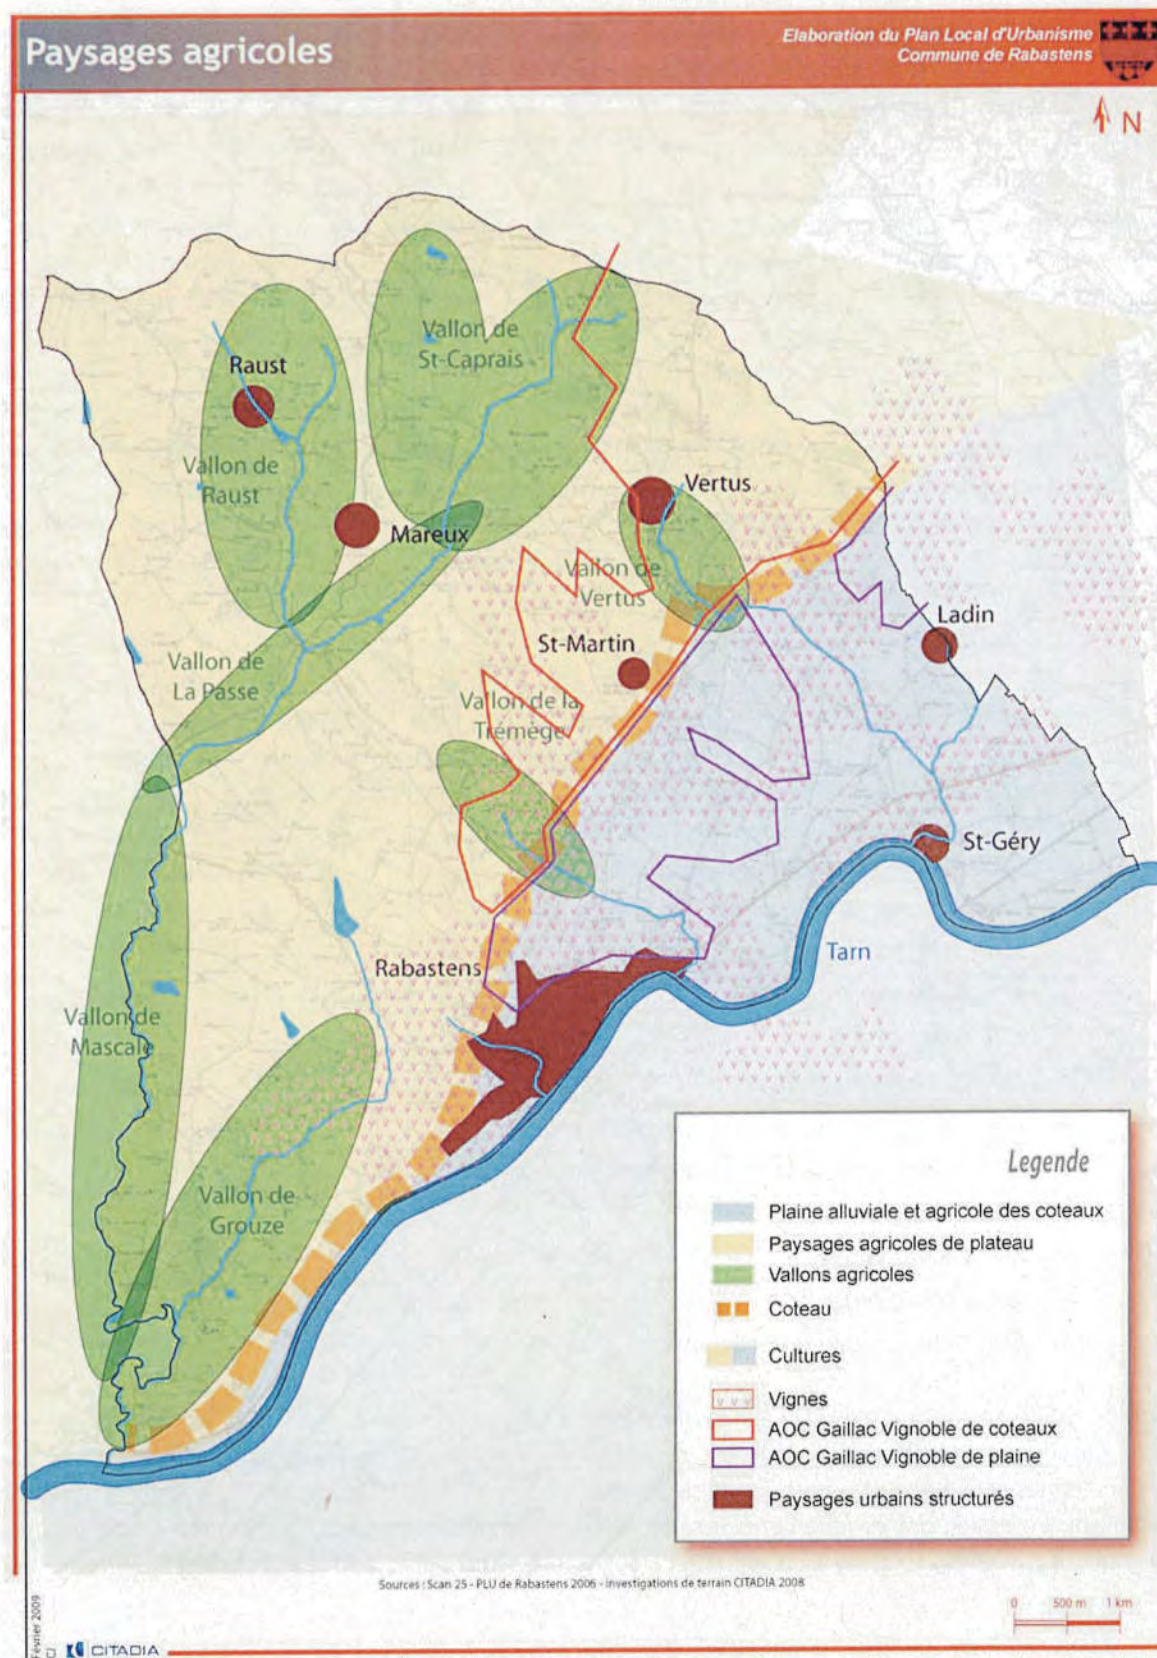 Paysages agricoles
Elaboration du Plan Local d'Urbanisme
Commune de Rabastens
N
Vallon de
St-Caprais
Raust
Vallon de
Raust
Mareux
Vertus
Vallon de
Vertus
Ladin
St-Martin
Vallon de
La Passe
Vallon de la
Trémège
St-Géry
Tarn
Rabastens
Vallon de
Mascale
Vallon de
Grouze
Legende
Plaine alluviale et agricole des coteaux
Paysages agricoles de plateau
Vallons agricoles
Coteau
Cultures
Vignes
AOC Gaillac Vignoble de coteaux
AOC Gaillac Vignoble de plaine
Paysages urbains structurés
Sources : Scan 25 - PLU de Rabastens 2006 - Investigations de terrain CITADIA 2008
0 500 m 1 km
Février 2009
CITADIA